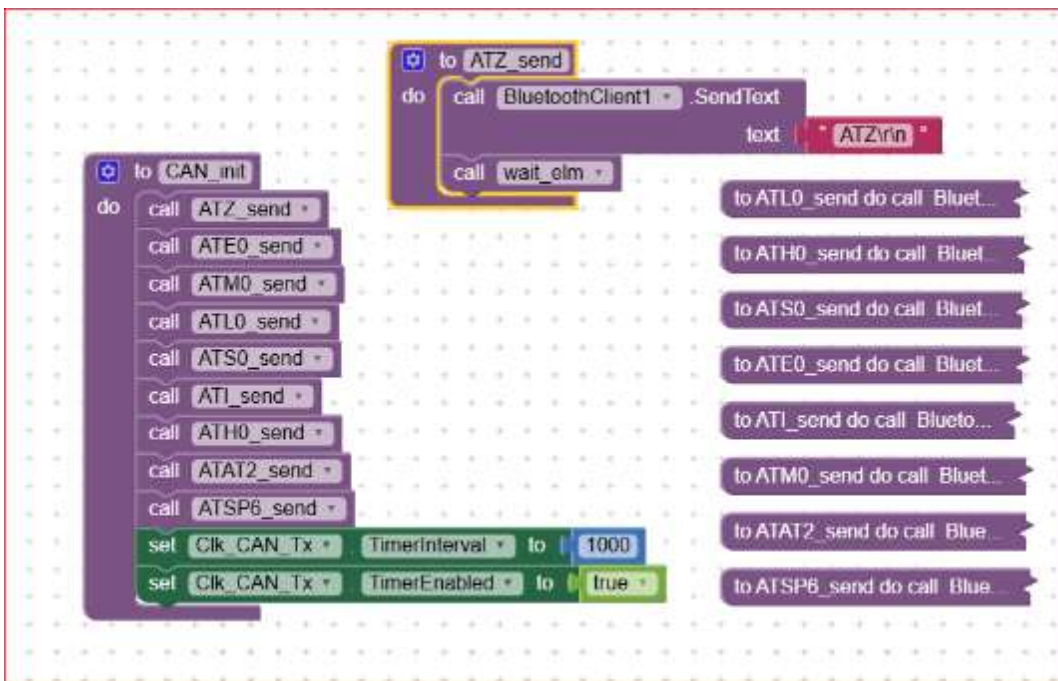 to ATZ_send
do call BluetoothClient1 .SendText
text " ATZ\r\n "
call wait_elm
to CAN_init
do call ATZ_send
call ATE0_send
call ATM0_send
call ATL0_send
call ATS0_send
call ATI_send
call ATH0_send
call ATAT2_send
call ATSP6_send
set Clk_CAN_Tx . TimerInterval to 1000
set Clk_CAN_Tx . TimerEnabled to true
to ATL0_send do call Bluet...
to ATH0_send do call Bluet...
to ATS0_send do call Bluet...
to ATE0_send do call Bluet...
to ATI_send do call Blueto...
to ATM0_send do call Bluet...
to ATAT2_send do call Blue...
to ATSP6_send do call Blue...